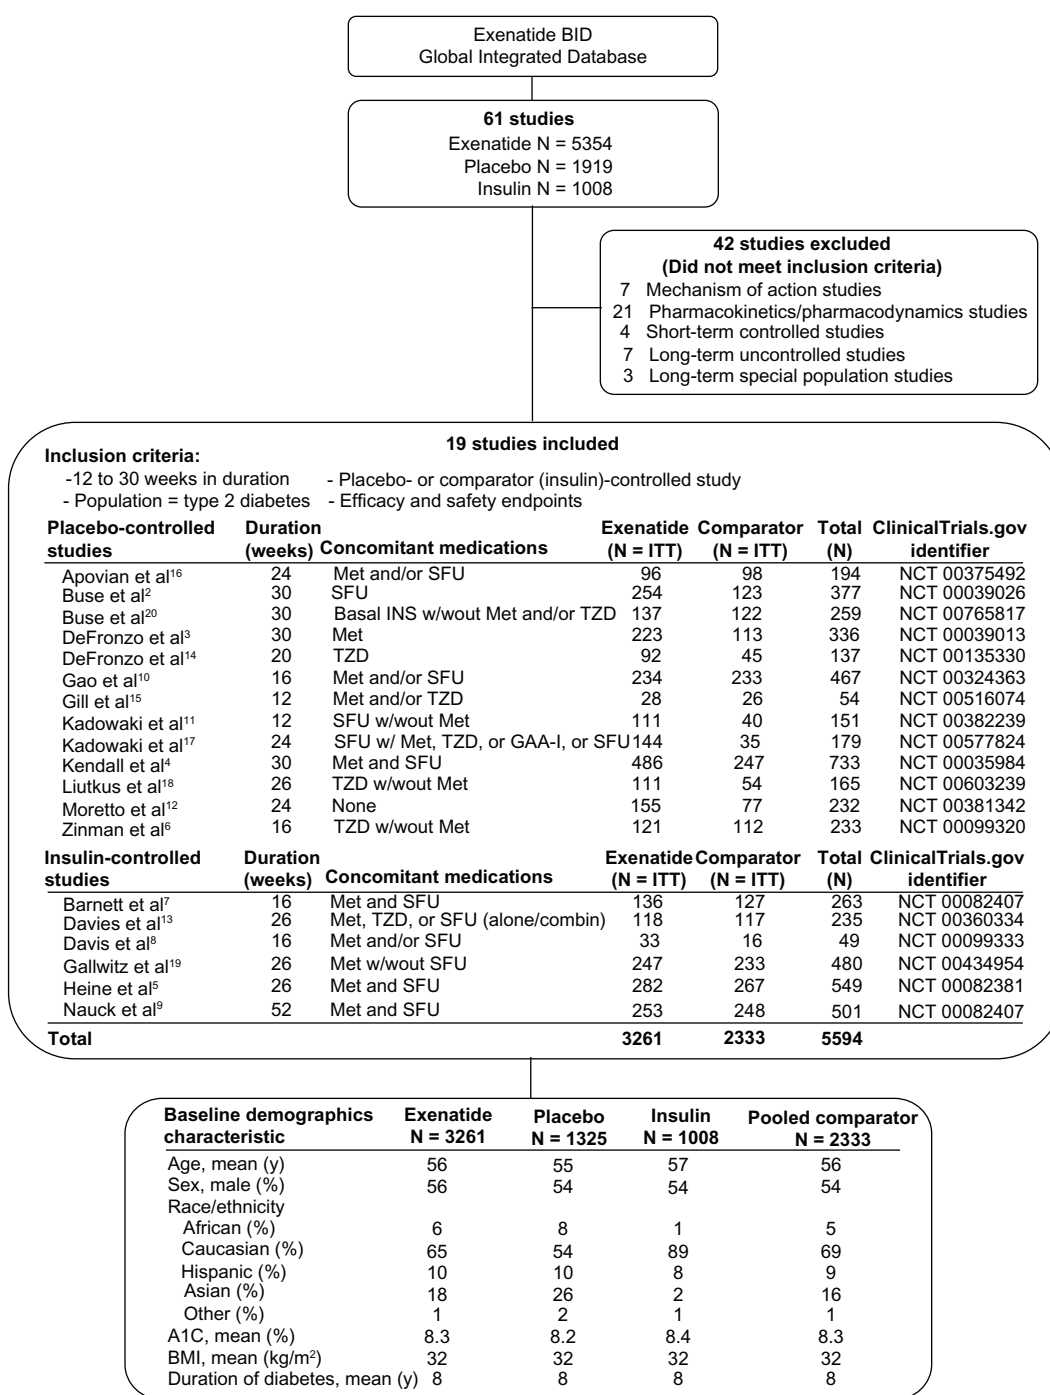 Exenatide BID
Global Integrated Database
61 studies
Exenatide N = 5354
Placebo N = 1919
Insulin N = 1008
42 studies excluded
(Did not meet inclusion criteria)
7 Mechanism of action studies
21 Pharmacokinetics/pharmacodynamics studies
4 Short-term controlled studies
7 Long-term uncontrolled studies
3 Long-term special population studies
19 studies included
Inclusion criteria:
-12 to 30 weeks in duration - Placebo- or comparator (insulin)-controlled study
- Population = type 2 diabetes - Efficacy and safety endpoints
Placebo-controlled Duration Exenatide Comparator Total ClinicalTrials.gov
studies (weeks) Concomitant medications (N = ITT) (N = ITT) (N) identifier
Apovian et al16 24 Met and/or SFU 96 98 194 NCT 00375492
Buse et al2 30 SFU 254 123 377 NCT 00039026
Buse et al20 30 Basal INS w/wout Met and/or TZD 137 122 259 NCT 00765817
DeFronzo et al3 30 Met 223 113 336 NCT 00039013
DeFronzo et al14 20 TZD 92 45 137 NCT 00135330
Gao et al10 16 Met and/or SFU 234 233 467 NCT 00324363
Gill et al15 12 Met and/or TZD 28 26 54 NCT 00516074
Kadowaki et al11 12 SFU w/wout Met 111 40 151 NCT 00382239
Kadowaki et al17 24 SFU w/ Met, TZD, or GAA-I, or SFU 144 35 179 NCT 00577824
Kendall et al4 30 Met and SFU 486 247 733 NCT 00035984
Liutkus et al18 26 TZD w/wout Met 111 54 165 NCT 00603239
Moretto et al12 24 None 155 77 232 NCT 00381342
Zinman et al6 16 TZD w/wout Met 121 112 233 NCT 00099320
Insulin-controlled Duration Exenatide Comparator Total ClinicalTrials.gov
studies (weeks) Concomitant medications (N = ITT) (N = ITT) (N) identifier
Barnett et al7 16 Met and SFU 136 127 263 NCT 00082407
Davies et al13 26 Met, TZD, or SFU (alone/combin) 118 117 235 NCT 00360334
Davis et al8 16 Met and/or SFU 33 16 49 NCT 00099333
Gallwitz et al19 26 Met w/wout SFU 247 233 480 NCT 00434954
Heine et al5 26 Met and SFU 282 267 549 NCT 00082381
Nauck et al9 52 Met and SFU 253 248 501 NCT 00082407
Total 3261 2333 5594
Baseline demographics Exenatide Placebo Insulin Pooled comparator
characteristic N = 3261 N = 1325 N = 1008 N = 2333
Age, mean (y) 56 55 57 56
Sex, male (%) 56 54 54 54
Race/ethnicity
African (%) 6 8 1 5
Caucasian (%) 65 54 89 69
Hispanic (%) 10 10 8 9
Asian (%) 18 26 2 16
Other (%) 1 2 1 1
A1C, mean (%) 8.3 8.2 8.4 8.3
BMI, mean (kg/m2) 32 32 32 32
Duration of diabetes, mean (y) 8 8 8 8